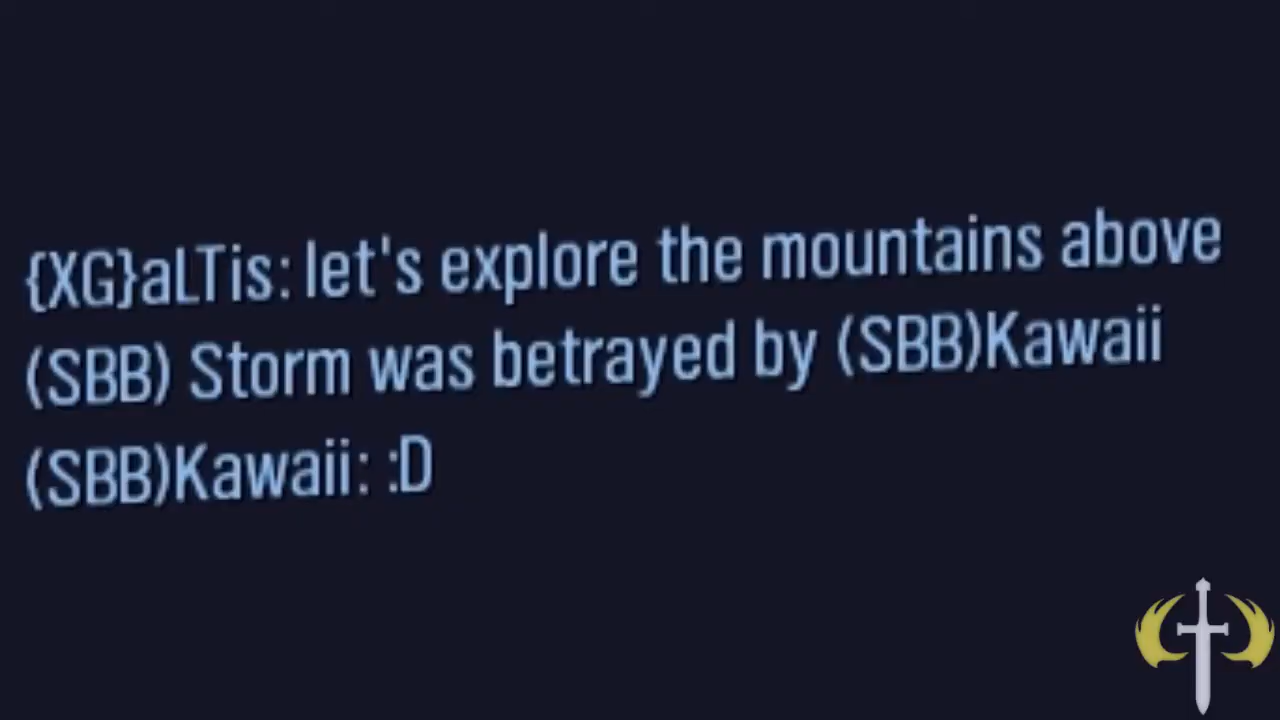 {XG}aLTis: let's explore the mountains above
(SBB) Storm was betrayed by (SBB)Kawaii
(SBB)Kawaii: :D